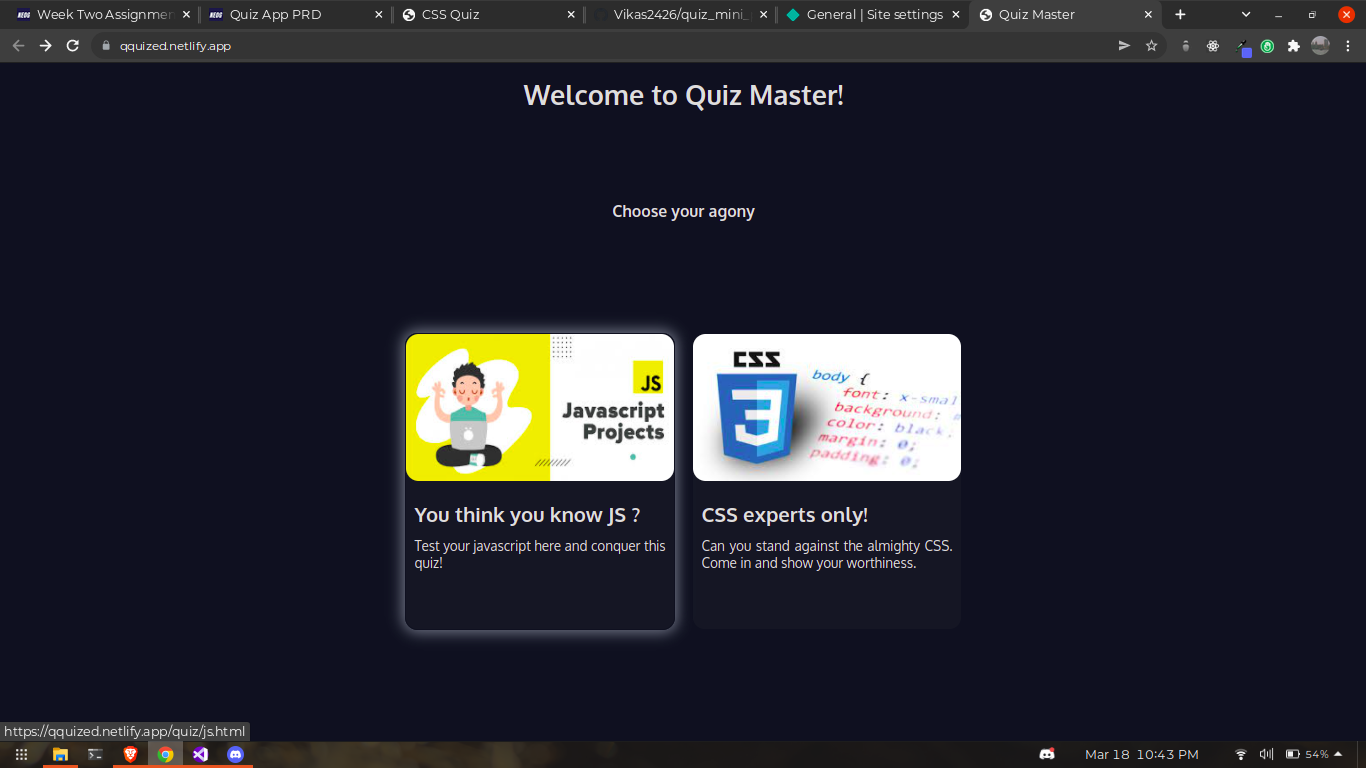 Week Two Assignmen
Quiz App PRD
CSS Quiz
Vikas2426/quiz_mini_
General | Site settings
Quiz Master
qquized.netlify.app
Welcome to Quiz Master!
Choose your agony
JS
Javascript
Projects
CSS
3
body {
font: x-smal
background:
color: black;
margin: 0;
padding: 0;
You think you know JS ?
Test your javascript here and conquer this
quiz!
CSS experts only!
Can you stand against the almighty CSS.
Come in and show your worthiness.
https://qquized.netlify.app/quiz/js.html
Mar 18 10:43 PM
54%